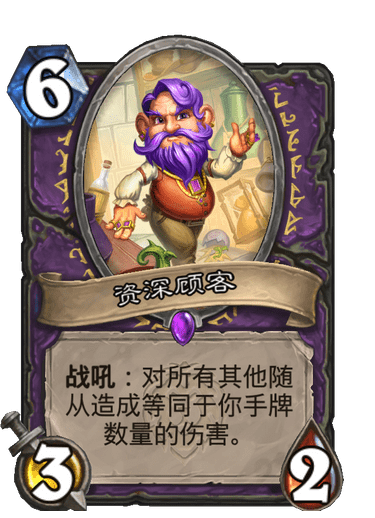 6
资深顾客
战吼：对所有其他随
从造成等同于你手牌
数量的伤害。
3
2